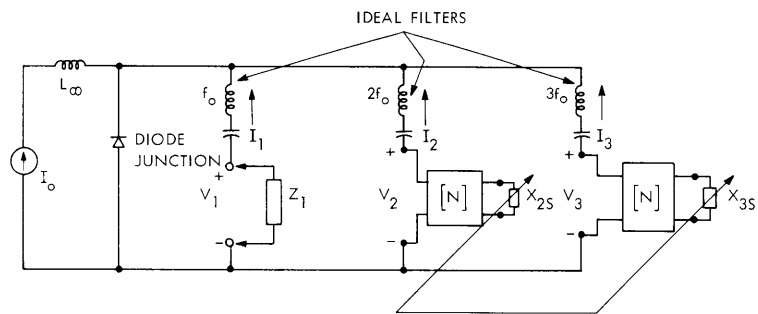 IDEAL FILTERS
L∞
f₀
2f₀
3f₀
I₁
I₂
I₃
DIODE
JUNCTION
I₀
+
+
+
V₁
Z₁
V₂
[N]
X₂S
V₃
[N]
X₃S
-
-
-